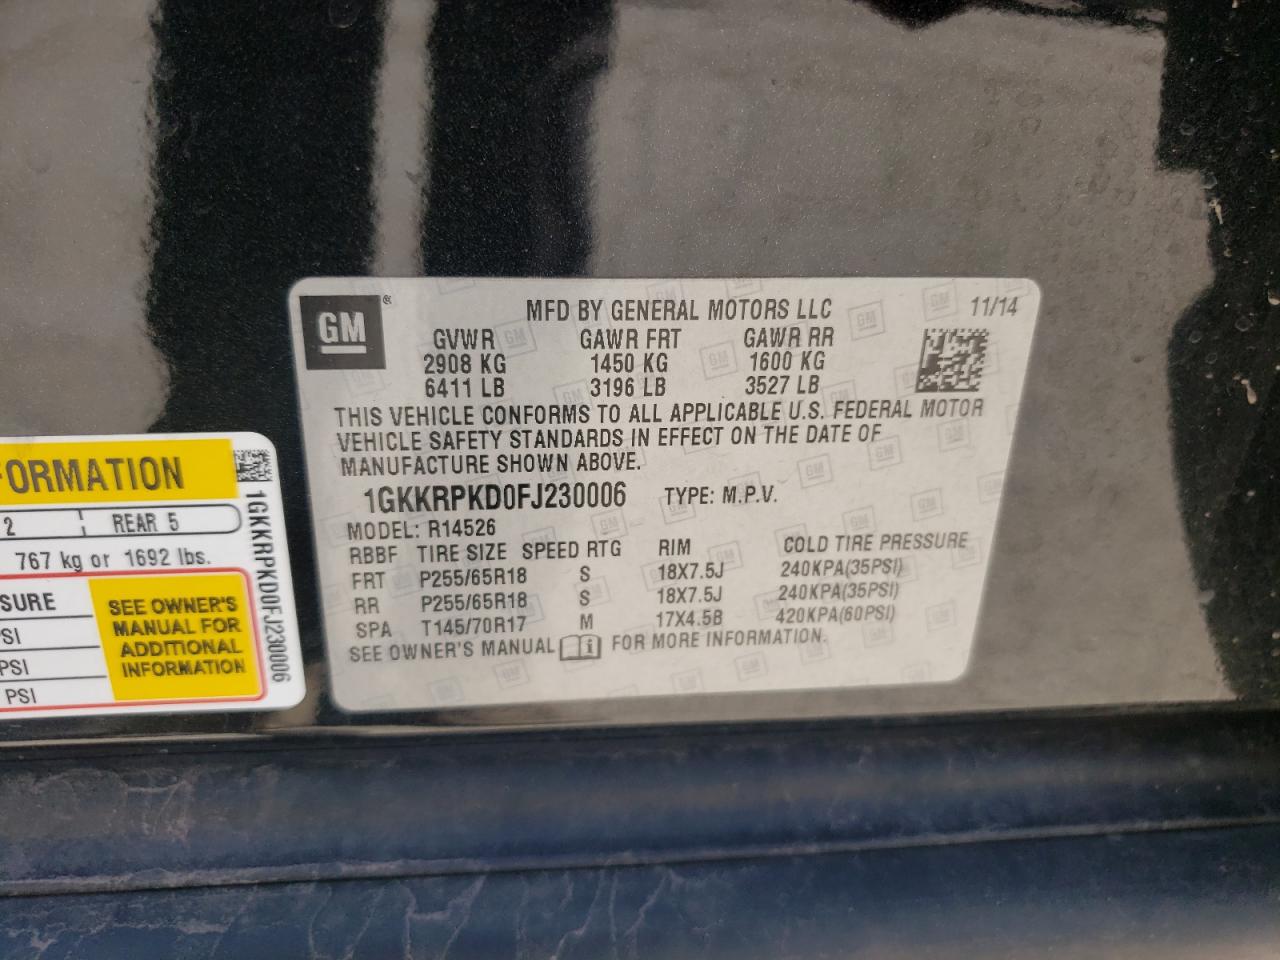 GM ®
MFD BY GENERAL MOTORS LLC 11/14
GVWR GAWR FRT GAWR RR
2908 KG 1450 KG 1600 KG
6411 LB 3196 LB 3527 LB
THIS VEHICLE CONFORMS TO ALL APPLICABLE U.S. FEDERAL MOTOR
VEHICLE SAFETY STANDARDS IN EFFECT ON THE DATE OF
MANUFACTURE SHOWN ABOVE.
1GKKRPKD0FJ230006 TYPE: M.P.V.
MODEL: R14526
RBBF TIRE SIZE SPEED RTG RIM COLD TIRE PRESSURE
FRT P255/65R18 S 18X7.5J 240KPA(35PSI)
RR P255/65R18 S 18X7.5J 240KPA(35PSI)
SPA T145/70R17 M 17X4.5B 420KPA(60PSI)
SEE OWNER'S MANUAL FOR MORE INFORMATION.
FORMATION
2 REAR 5
767 kg or 1692 lbs.
SURE
PSI
PSI
PSI
SEE OWNER'S
MANUAL FOR
ADDITIONAL
INFORMATION
1GKKRPKD0FJ230006